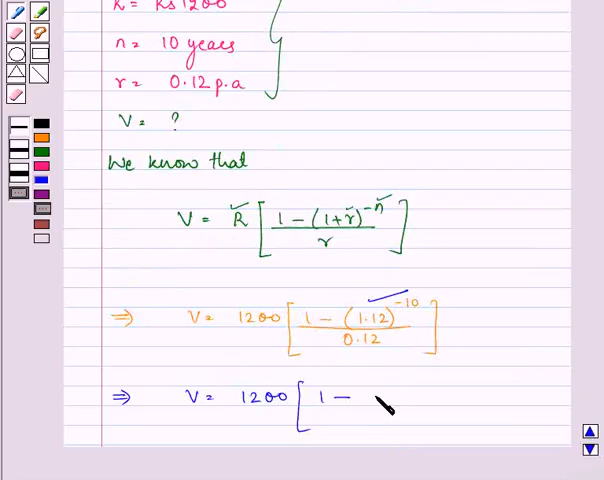 R = Rs 1200
n = 10 years
r = 0.12 p.a
V = ?
We know that
V = R [ 1 - (1+r)^-n / r ]
⇒ V = 1200 [ 1 - (1.12)^-10 / 0.12 ]
⇒ V = 1200 [ 1 -